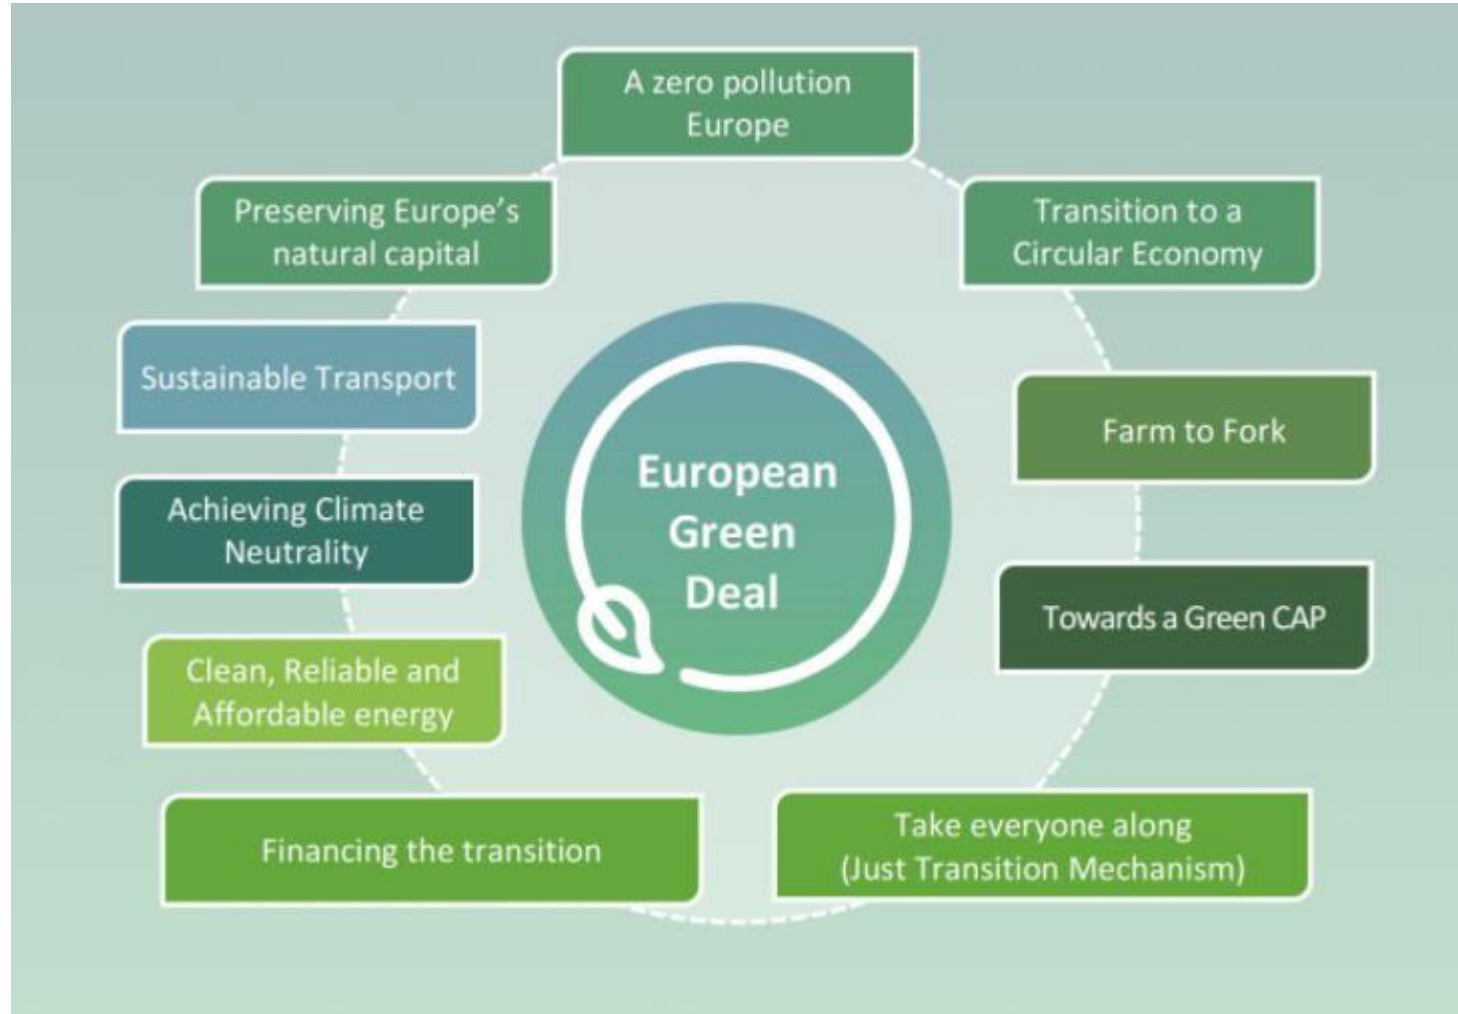 A zero pollution
Europe
Preserving Europe's
natural capital
Transition to a
Circular Economy
Sustainable Transport
Farm to Fork
European
Green
Deal
Achieving Climate
Neutrality
Towards a Green CAP
Clean, Reliable and
Affordable energy
Financing the transition
Take everyone along
(Just Transition Mechanism)